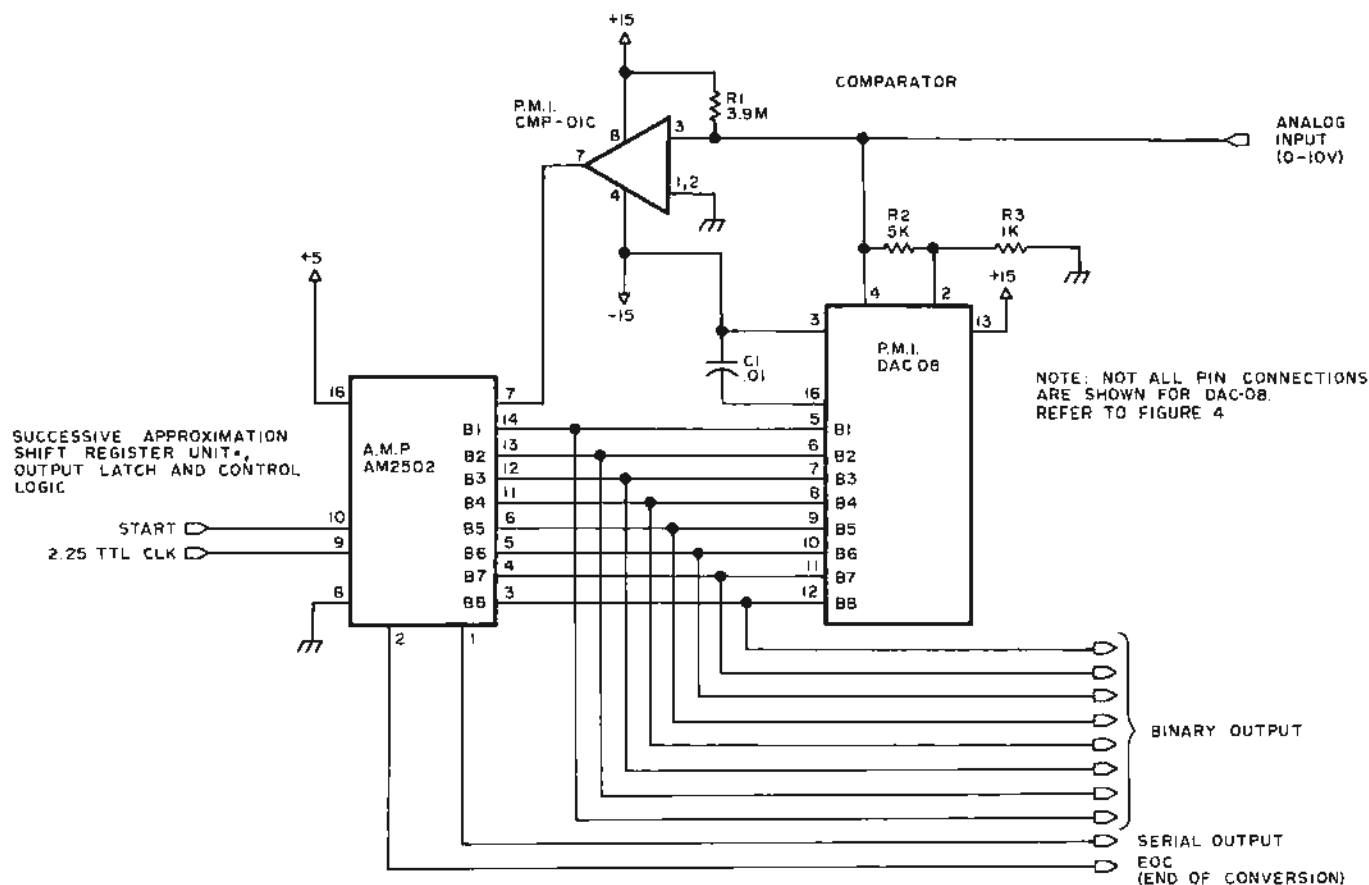 +15
COMPARATOR
P.M.I.
CMP-01C
R1
3.9M
8
3
7
1,2
4
ANALOG
INPUT
(0-10V)
R2
5K
R3
1K
+5
-15
+15
4
2
3
13
P.M.I.
DAC 08
C1
.01
16
NOTE: NOT ALL PIN CONNECTIONS
ARE SHOWN FOR DAC-08.
REFER TO FIGURE 4
16
A.M.P
AM2502
7
SUCCESSIVE APPROXIMATION
SHIFT REGISTER UNIT*,
OUTPUT LATCH AND CONTROL
LOGIC
B1 14 5 B1
B2 13 6 B2
B3 12 7 B3
B4 11 8 B4
B5 6 9 B5
B6 5 10 B6
B7 4 11 B7
B8 3 12 B8
START 10
2.25 TTL CLK 9
8
2
1
BINARY OUTPUT
SERIAL OUTPUT
EOC
(END OF CONVERSION)